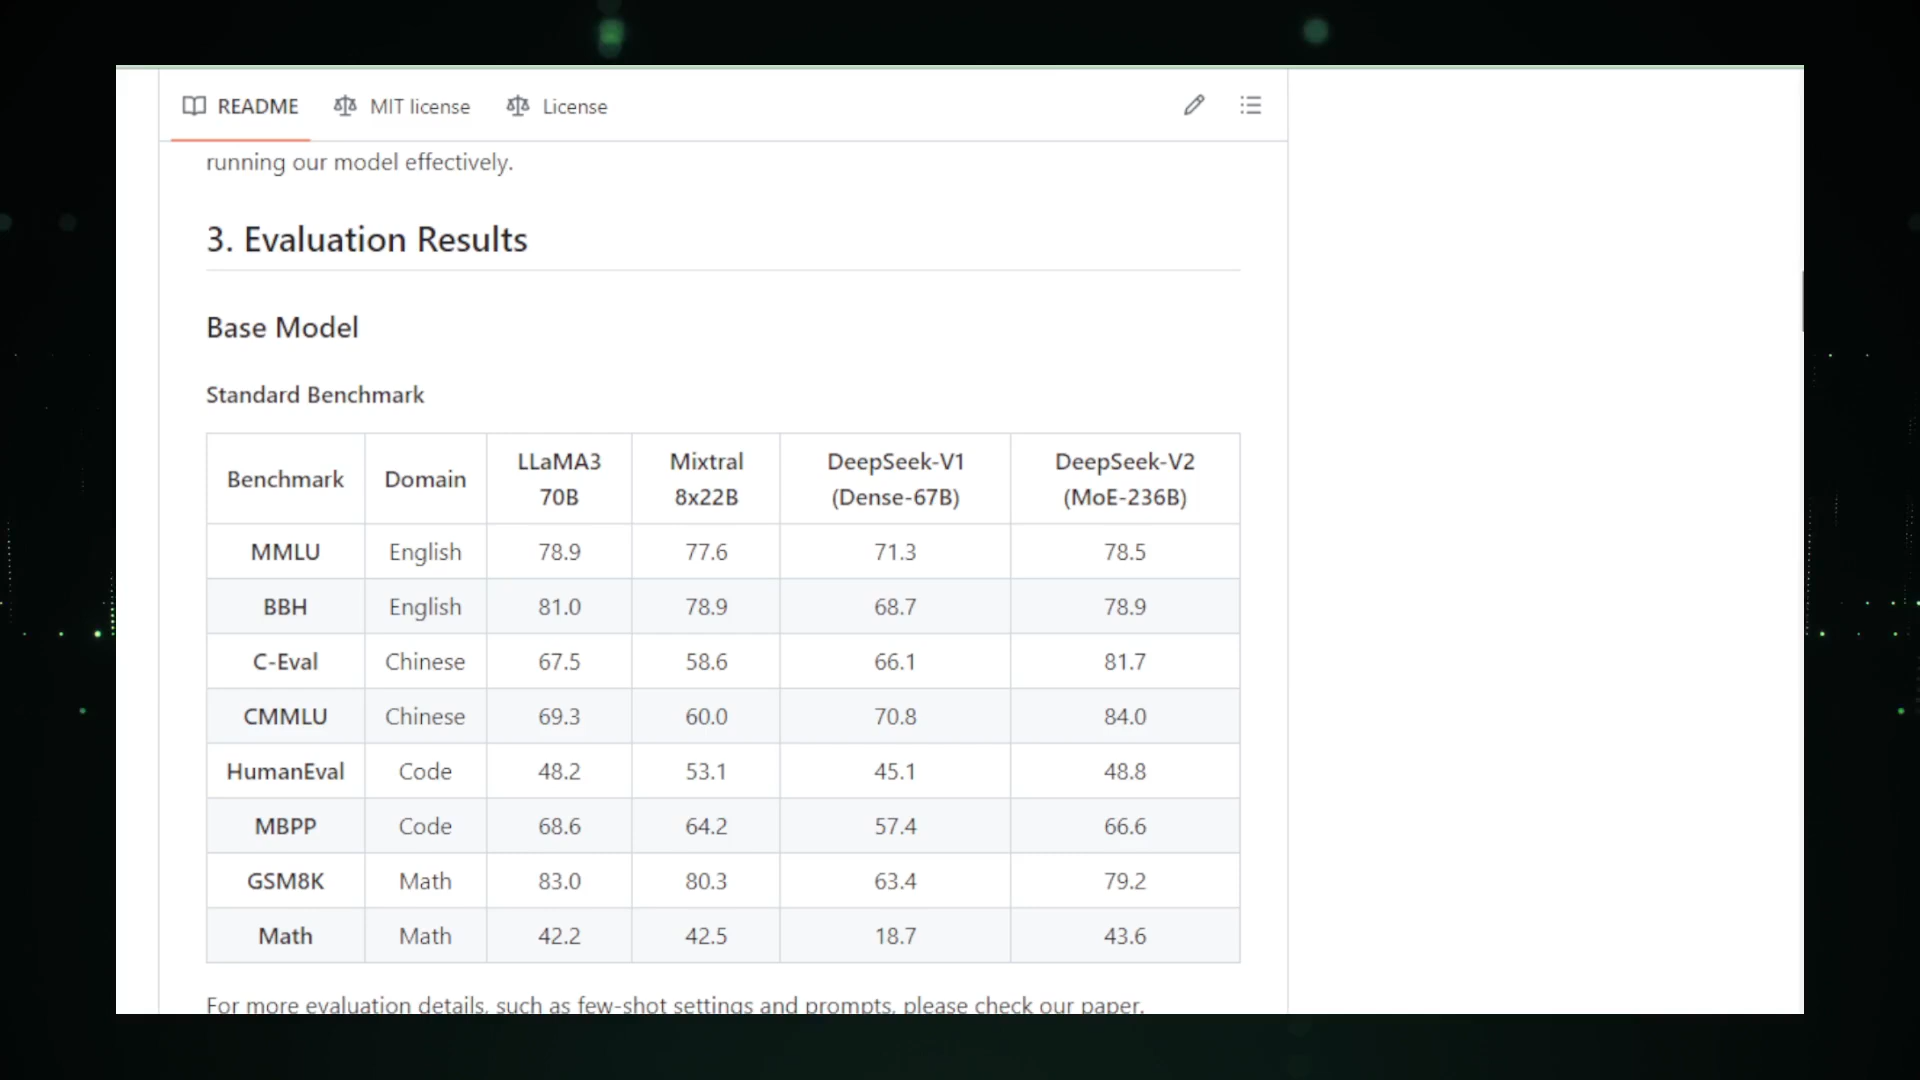 README MIT license License
running our model effectively.
3. Evaluation Results
Base Model
Standard Benchmark
Benchmark Domain LLaMA3 70B Mixtral 8x22B DeepSeek-V1 (Dense-67B) DeepSeek-V2 (MoE-236B)
MMLU English 78.9 77.6 71.3 78.5
BBH English 81.0 78.9 68.7 78.9
C-Eval Chinese 67.5 58.6 66.1 81.7
CMMLU Chinese 69.3 60.0 70.8 84.0
HumanEval Code 48.2 53.1 45.1 48.8
MBPP Code 68.6 64.2 57.4 66.6
GSM8K Math 83.0 80.3 63.4 79.2
Math Math 42.2 42.5 18.7 43.6
For more evaluation details, such as few-shot settings and prompts, please check our paper.